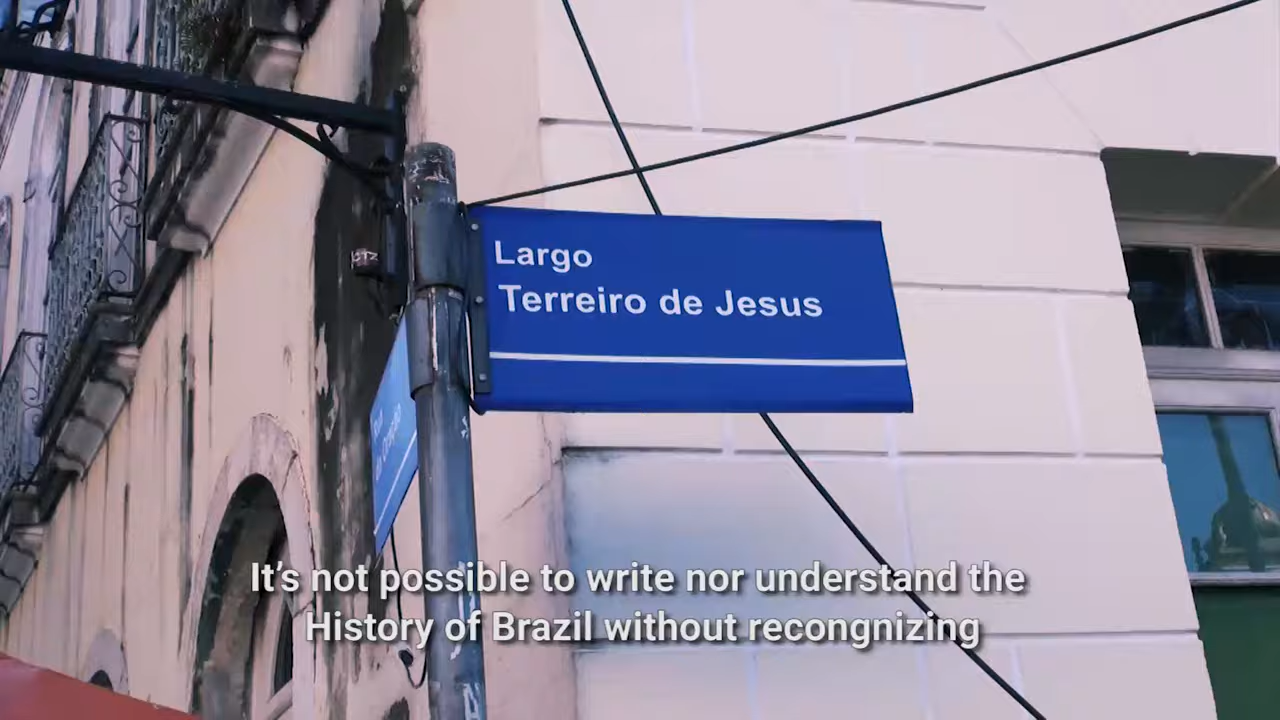 Largo
Terreiro de Jesus
It's not possible to write nor understand the
History of Brazil without recongnizing